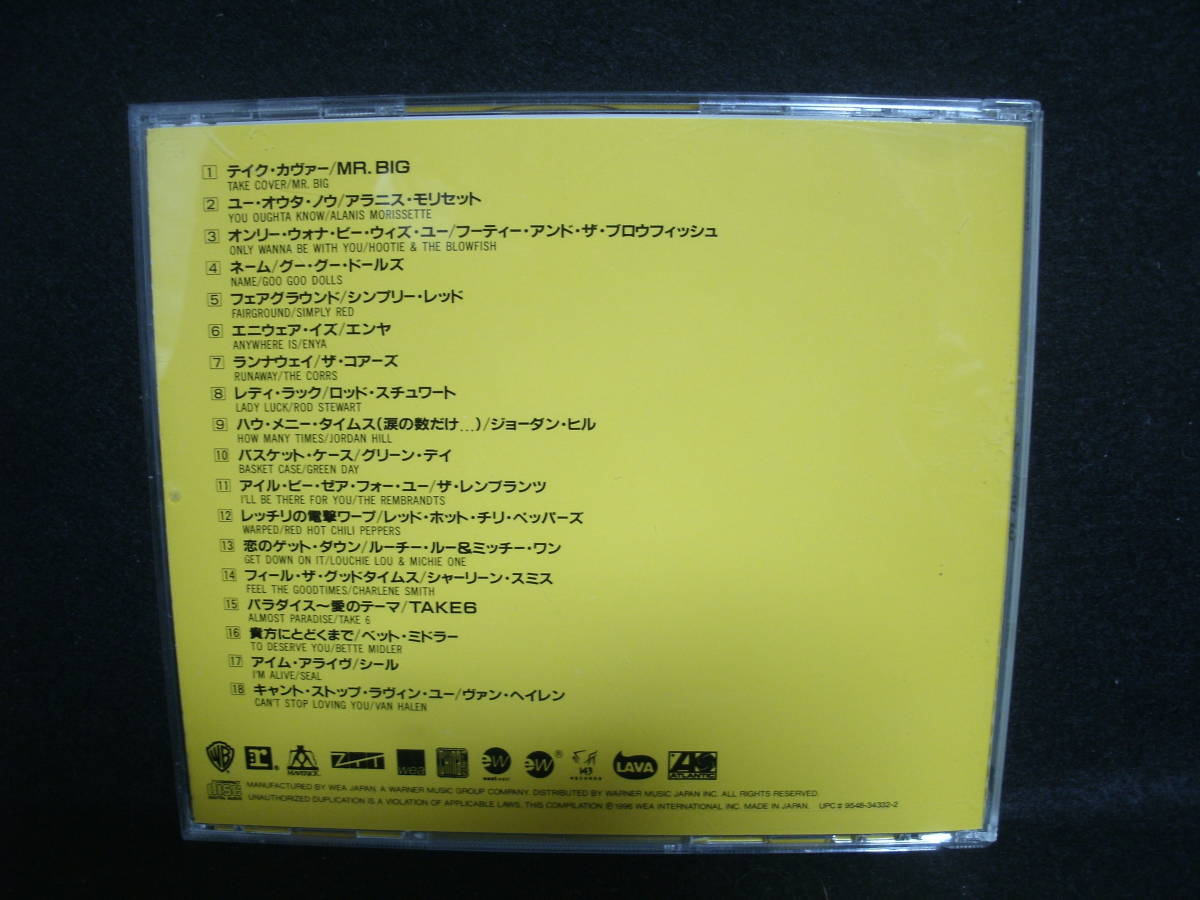 1 テイク・カヴァー/MR. BIG
TAKE COVER/MR. BIG
2 ユー・オウタ・ノウ/アラニス・モリセット
YOU OUGHTA KNOW/ALANIS MORISSETTE
3 オンリー・ウォナ・ビー・ウィズ・ユー/フーティー・アンド・ザ・ブロウフィッシュ
ONLY WANNA BE WITH YOU/HOOTIE & THE BLOWFISH
4 ネーム/グー・グー・ドールズ
NAME/GOO GOO DOLLS
5 フェアグラウンド/シンプリー・レッド
FAIRGROUND/SIMPLY RED
6 エニウェア・イズ/エンヤ
ANYWHERE IS/ENYA
7 ランナウェイ/ザ・コアーズ
RUNAWAY/THE CORRS
8 レディ・ラック/ロッド・スチュワート
LADY LUCK/ROD STEWART
9 ハウ・メニー・タイムス(涙の数だけ...)/ジョーダン・ヒル
HOW MANY TIMES/JORDAN HILL
10 バスケット・ケース/グリーン・デイ
BASKET CASE/GREEN DAY
11 アイル・ビー・ゼア・フォー・ユー/ザ・レンブランツ
I'LL BE THERE FOR YOU/THE REMBRANDTS
12 レッチリの電撃ワープ/レッド・ホット・チリ・ペッパーズ
WARPED/RED HOT CHILI PEPPERS
13 恋のゲット・ダウン/ルーチー・ルー&ミッチー・ワン
GET DOWN ON IT/LOUCHIE LOU & MICHIE ONE
14 フィール・ザ・グッドタイムス/シャーリーン・スミス
FEEL THE GOODTIMES/CHARLENE SMITH
15 パラダイス〜愛のテーマ/TAKE6
ALMOST PARADISE/TAKE 6
16 貴方にとどくまで/ベット・ミドラー
TO DESERVE YOU/BETTE MIDLER
17 アイム・アライヴ/シール
I'M ALIVE/SEAL
18 キャント・ストップ・ラヴィン・ユー/ヴァン・ヘイレン
CAN'T STOP LOVING YOU/VAN HALEN
WB r® MAVERICK ZTT wea ew east west ew® 143 RECORDS LAVA ATLANTIC
disc DIGITAL AUDIO
MANUFACTURED BY WEA JAPAN. A WARNER MUSIC GROUP COMPANY. DISTRIBUTED BY WARNER MUSIC JAPAN INC. ALL RIGHTS RESERVED.
UNAUTHORIZED DUPLICATION IS A VIOLATION OF APPLICABLE LAWS. THIS COMPILATION ℗1996 WEA INTERNATIONAL INC. MADE IN JAPAN. UPC # 9548-34332-2